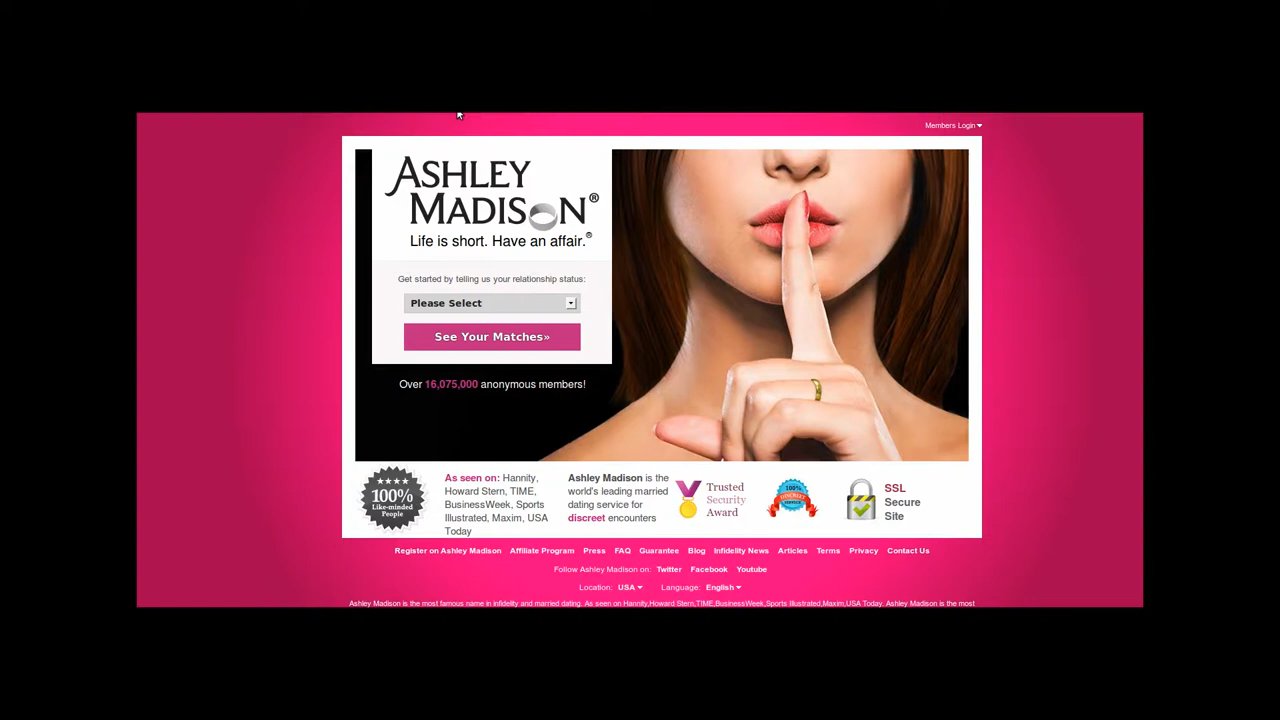 Members Login
ASHLEY
MADISON®
Life is short. Have an affair.®
Get started by telling us your relationship status:
Please Select
See Your Matches»
Over 16,075,000 anonymous members!
100%
Like-minded
People
As seen on: Hannity,
Howard Stern, TIME,
BusinessWeek, Sports
Illustrated, Maxim, USA
Today
Ashley Madison is the
world's leading married
dating service for
discreet encounters
Trusted
Security
Award
100%
DISCREET
SERVICE
SSL
Secure
Site
Register on Ashley Madison Affiliate Program Press FAQ Guarantee Blog Infidelity News Articles Terms Privacy Contact Us
Follow Ashley Madison on: Twitter Facebook Youtube
Location: USA Language: English
Ashley Madison is the most famous name in infidelity and married dating. As seen on Hannity,Howard Stern,TIME,BusinessWeek,Sports Illustrated,Maxim,USA Today. Ashley Madison is the most